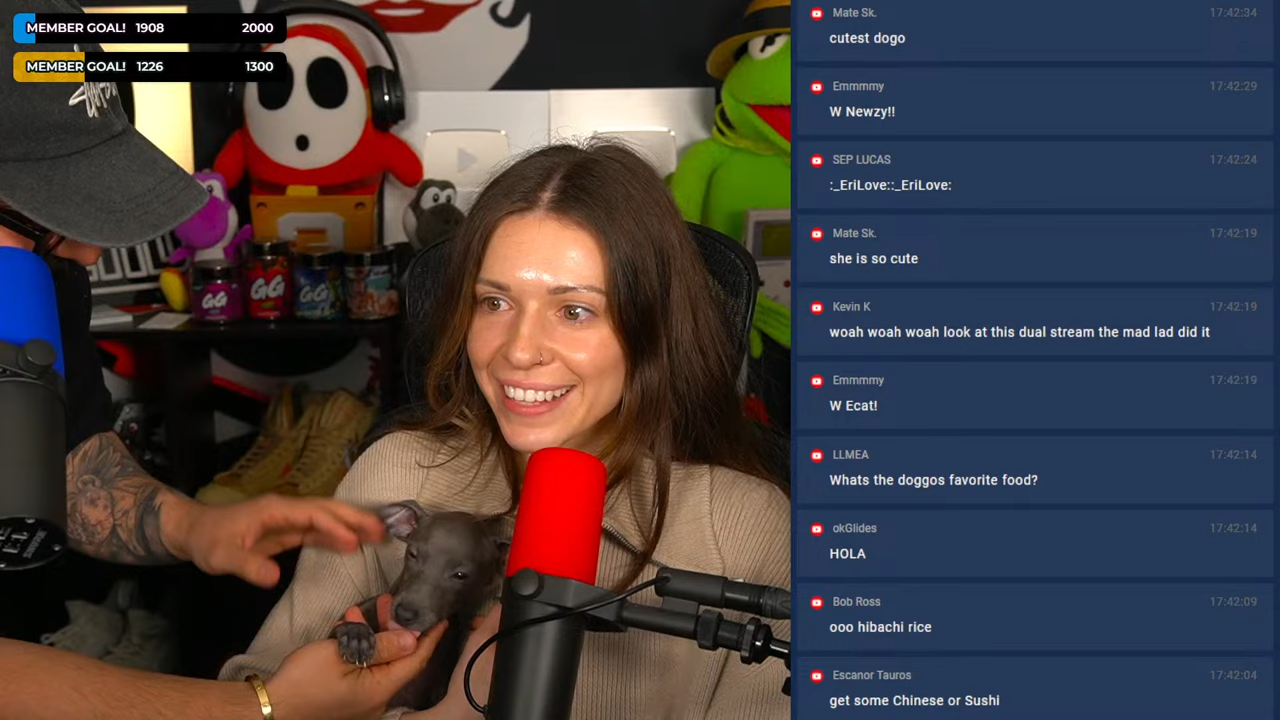 MEMBER GOAL! 1908 2000
MEMBER GOAL! 1226 1300
GG
GG
GG
GG
Mate Sk. 17:42:34
cutest dogo
Emmmmy 17:42:29
W Newzy!!
SEP LUCAS 17:42:24
:_EriLove::_EriLove:
Mate Sk. 17:42:19
she is so cute
Kevin K 17:42:19
woah woah woah look at this dual stream the mad lad did it
Emmmmy 17:42:19
W Ecat!
LLMEA 17:42:14
Whats the doggos favorite food?
okGlides 17:42:14
HOLA
Bob Ross 17:42:09
ooo hibachi rice
Escanor Tauros 17:42:04
get some Chinese or Sushi